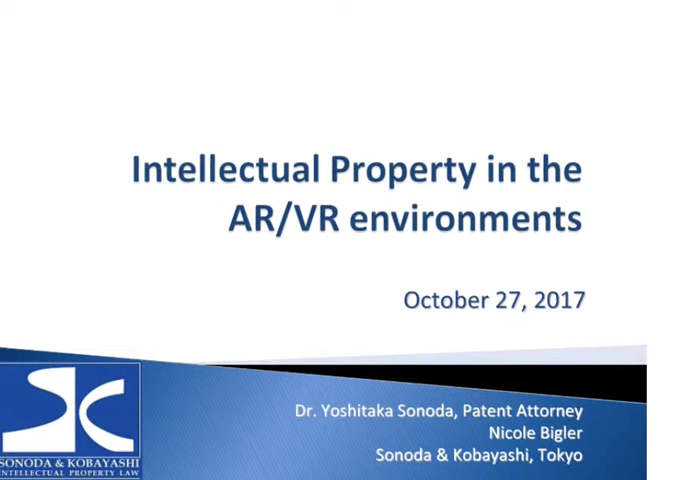 Intellectual Property in the
AR/VR environments
October 27, 2017
Dr. Yoshitaka Sonoda, Patent Attorney
Nicole Bigler
Sonoda & Kobayashi, Tokyo
SONODA & KOBAYASHI
INTELLECTUAL PROPERTY LAW